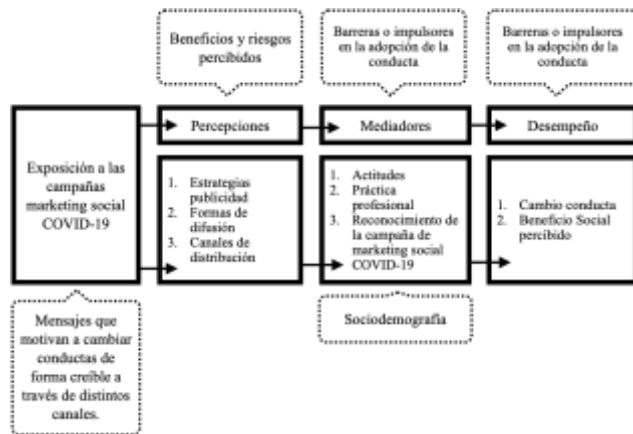 Beneficios y riesgos
percibidos
Barreras o impulsores
en la adopción de la
conducta
Barreras o impulsores
en la adopción de la
conducta
Percepciones
Mediadores
Desempeño
Exposición a las
campañas
marketing social
COVID-19
1. Estrategias
publicidad
2. Formas de
difusión
3. Canales de
distribución
1. Actitudes
2. Práctica
profesional
3. Reconocimiento de
la campaña de
marketing social
COVID-19
1. Cambio conducta
2. Beneficio Social
percibido
Mensajes que
motivan a cambiar
conductas de
forma creíble a
través de distintos
canales.
Sociodemografía